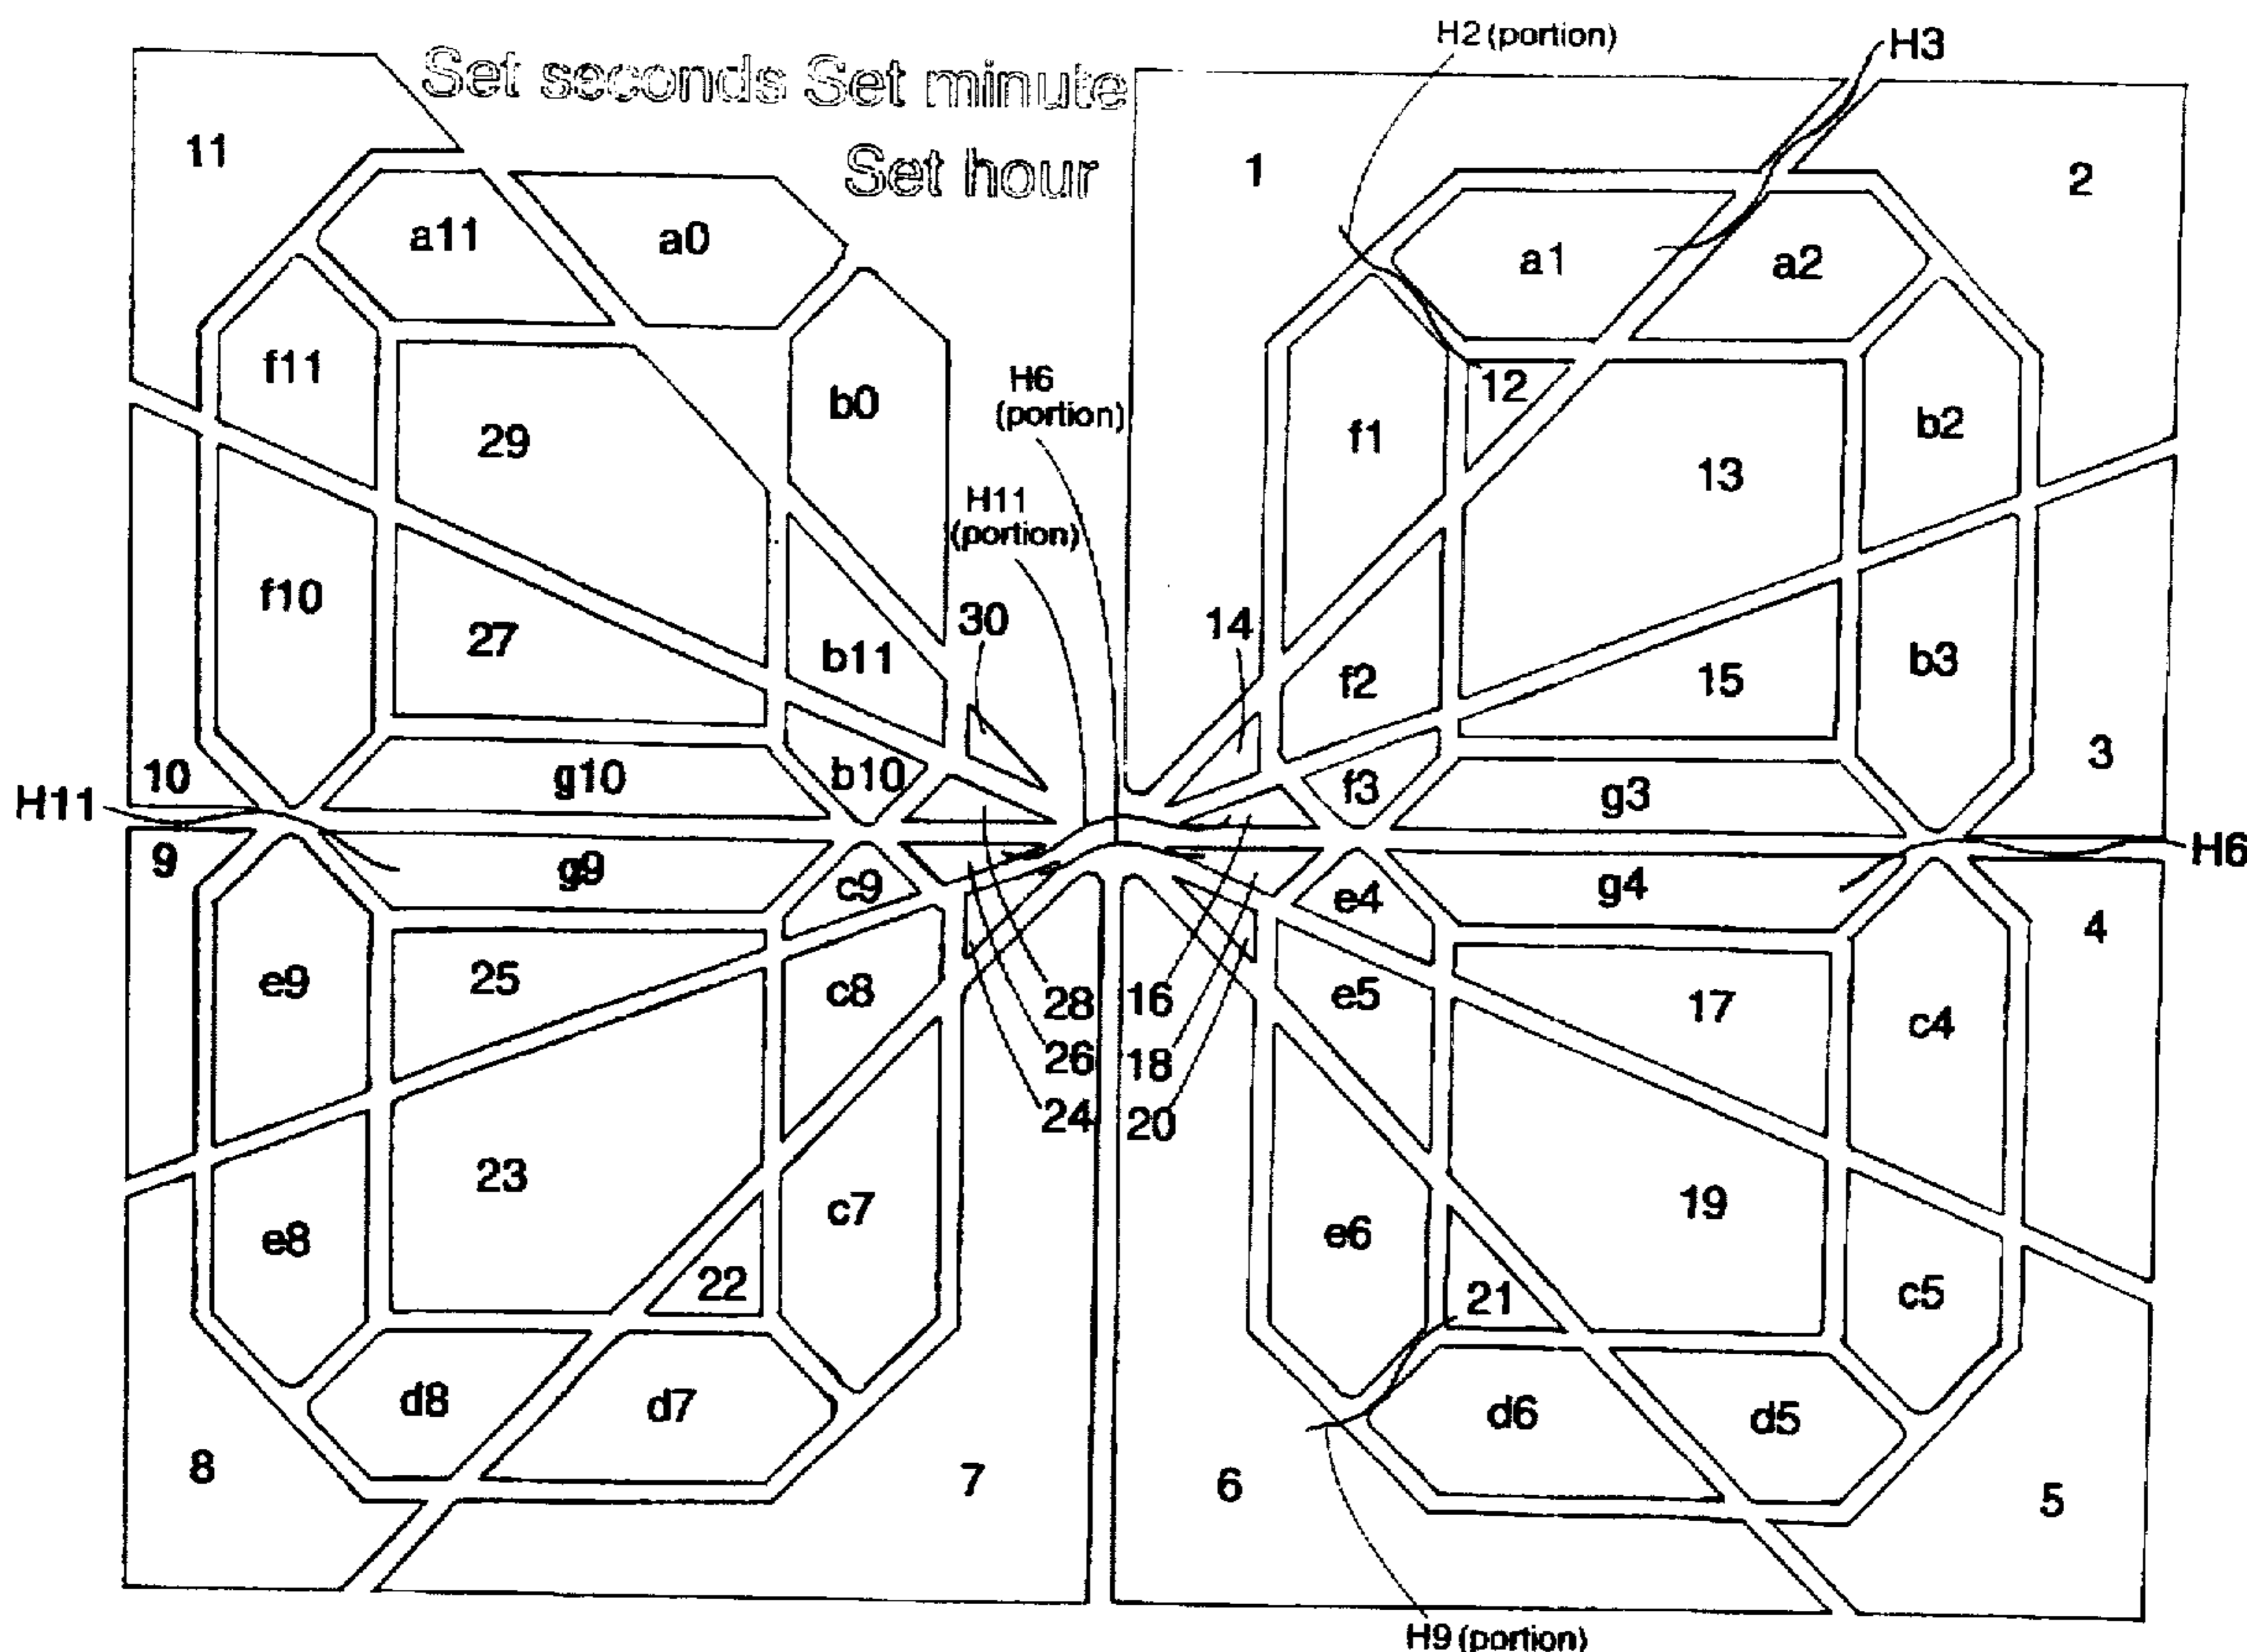 H2 (portion)
H3
Set seconds Set minute
Set hour
11
1
2
a11
a0
a1
a2
f11
b0
H6
(portion)
12
f1
b2
29
13
H11
(portion)
f10
27
b11
30
14
f2
15
b3
10
g10
b10
f3
g3
3
H11
H6
9
g9
c9
e4
g4
4
e9
25
c8
28
16
e5
17
c4
26
18
24
20
23
c7
e8
22
e6
21
19
c5
d8
d7
d6
d5
8
7
6
5
H9 (portion)